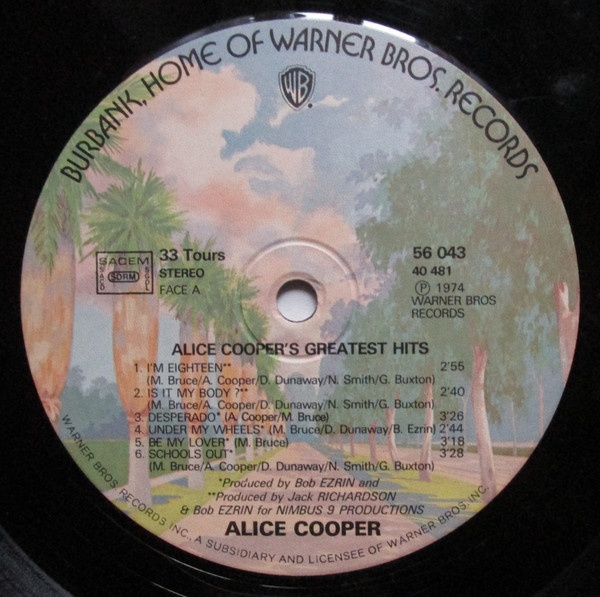 BURBANK, HOME OF WARNER BROS. RECORDS
WB
SACEM
SDRM
33 Tours
STEREO
FACE A
56 043
40 481
Ⓟ 1974
WARNER BROS
RECORDS
ALICE COOPER'S GREATEST HITS
1. I'M EIGHTEEN** 2'55
(M. Bruce/A. Cooper/D. Dunaway/N. Smith/G. Buxton)
2. IS IT MY BODY ?** 2'40
(M. Bruce/A. Cooper/D. Dunaway/N. Smith/G. Buxton)
3. DESPERADO* (A. Cooper/M. Bruce) 3'26
4. UNDER MY WHEELS* (M. Bruce/D. Dunaway/B. Ezrin) 2'44
5. BE MY LOVER* (M. Bruce) 3'18
6. SCHOOLS OUT* 3'28
(M. Bruce/A. Cooper/D. Dunaway/N. Smith/G. Buxton)
*Produced by Bob EZRIN and
**Produced by Jack RICHARDSON
& Bob EZRIN for NIMBUS 9 PRODUCTIONS
ALICE COOPER
WARNER BROS. RECORDS INC., A SUBSIDIARY AND LICENSEE OF WARNER BROS. INC.